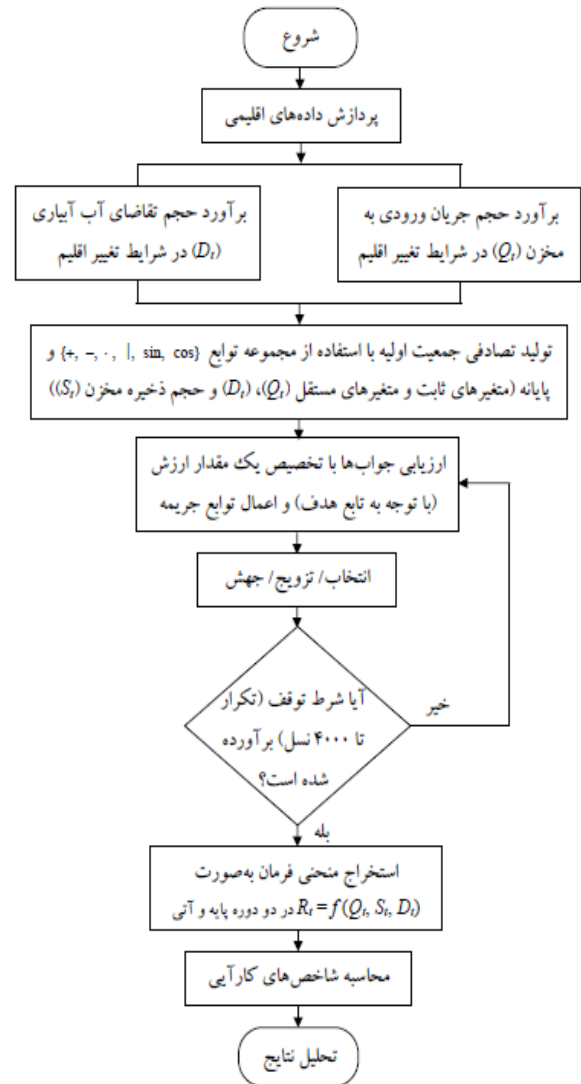 شروع
پردازش داده‌های اقلیمی
برآورد حجم جریان ورودی به
مخزن (Qt) در شرایط تغییر اقلیم
برآورد حجم تقاضای آب آبیاری
(Dt) در شرایط تغییر اقلیم
تولید تصادفی جمعیت اولیه با استفاده از مجموعه توابع {+, −, ·, |, sin, cos} و
پایانه (متغیرهای ثابت و متغیرهای مستقل (Qt)، (Dt) و حجم ذخیره مخزن (St))
ارزیابی جواب‌ها با تخصیص یک مقدار ارزش
(با توجه به تابع هدف) و اعمال توابع جریمه
انتخاب/ تزویج/ جهش
آیا شرط توقف (تکرار
تا ۴۰۰۰ نسل) برآورده
شده است؟
خیر
بله
استخراج منحنی فرمان به‌صورت
Rt = f (Qt, St, Dt) در دو دوره پایه و آتی
محاسبه شاخص‌های کارآیی
تحلیل نتایج